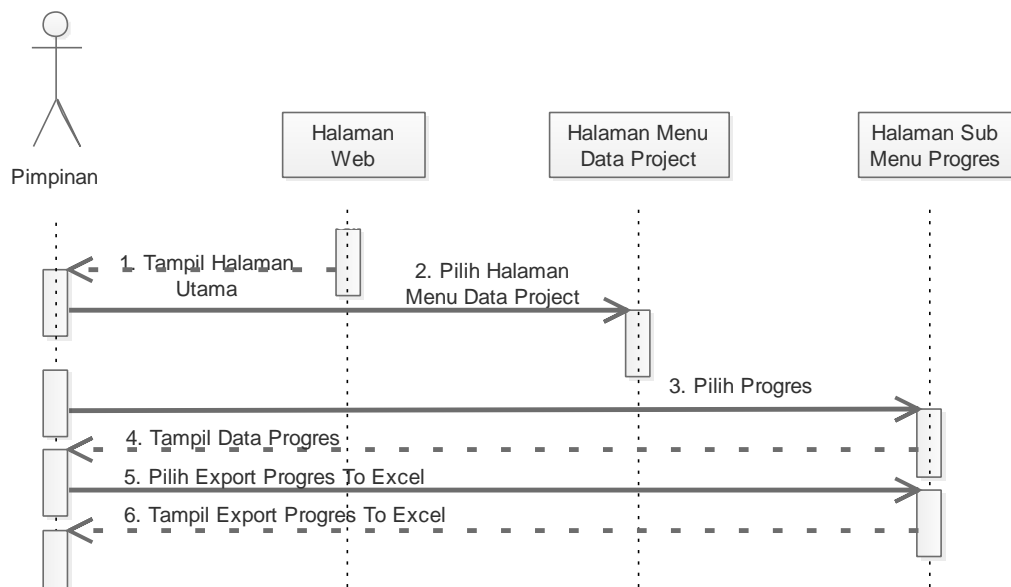 Pimpinan
Halaman
Web
Halaman Menu
Data Project
Halaman Sub
Menu Progres
1. Tampil Halaman
Utama
2. Pilih Halaman
Menu Data Project
3. Pilih Progres
4. Tampil Data Progres
5. Pilih Export Progres To Excel
6. Tampil Export Progres To Excel